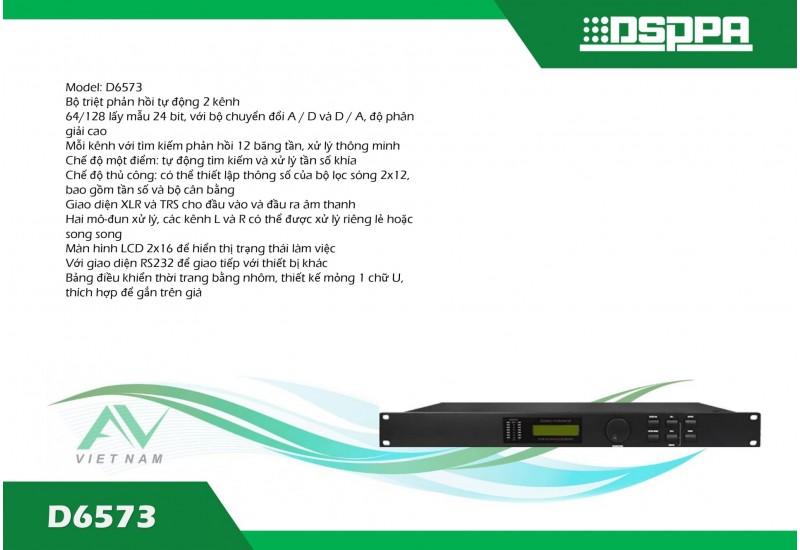 DSPPA
Model: D6573
Bộ triệt phản hồi tự động 2 kênh
64/128 lấy mẫu 24 bit, với bộ chuyển đổi A / D và D / A, độ phân
giải cao
Mỗi kênh với tìm kiếm phản hồi 12 băng tần, xử lý thông minh
Chế độ một điểm: tự động tìm kiếm và xử lý tần số khía
Chế độ thủ công: có thể thiết lập thông số của bộ lọc sóng 2x12,
bao gồm tần số và bộ cân bằng
Giao diện XLR và TRS cho đầu vào và đầu ra âm thanh
Hai mô-đun xử lý, các kênh L và R có thể được xử lý riêng lẻ hoặc
song song
Màn hình LCD 2x16 để hiển thị trạng thái làm việc
Với giao diện RS232 để giao tiếp với thiết bị khác
Bảng điều khiển thời trang bằng nhôm, thiết kế mỏng 1 chữ U,
thích hợp để gắn trên giá
AV
VIET NAM
D6573